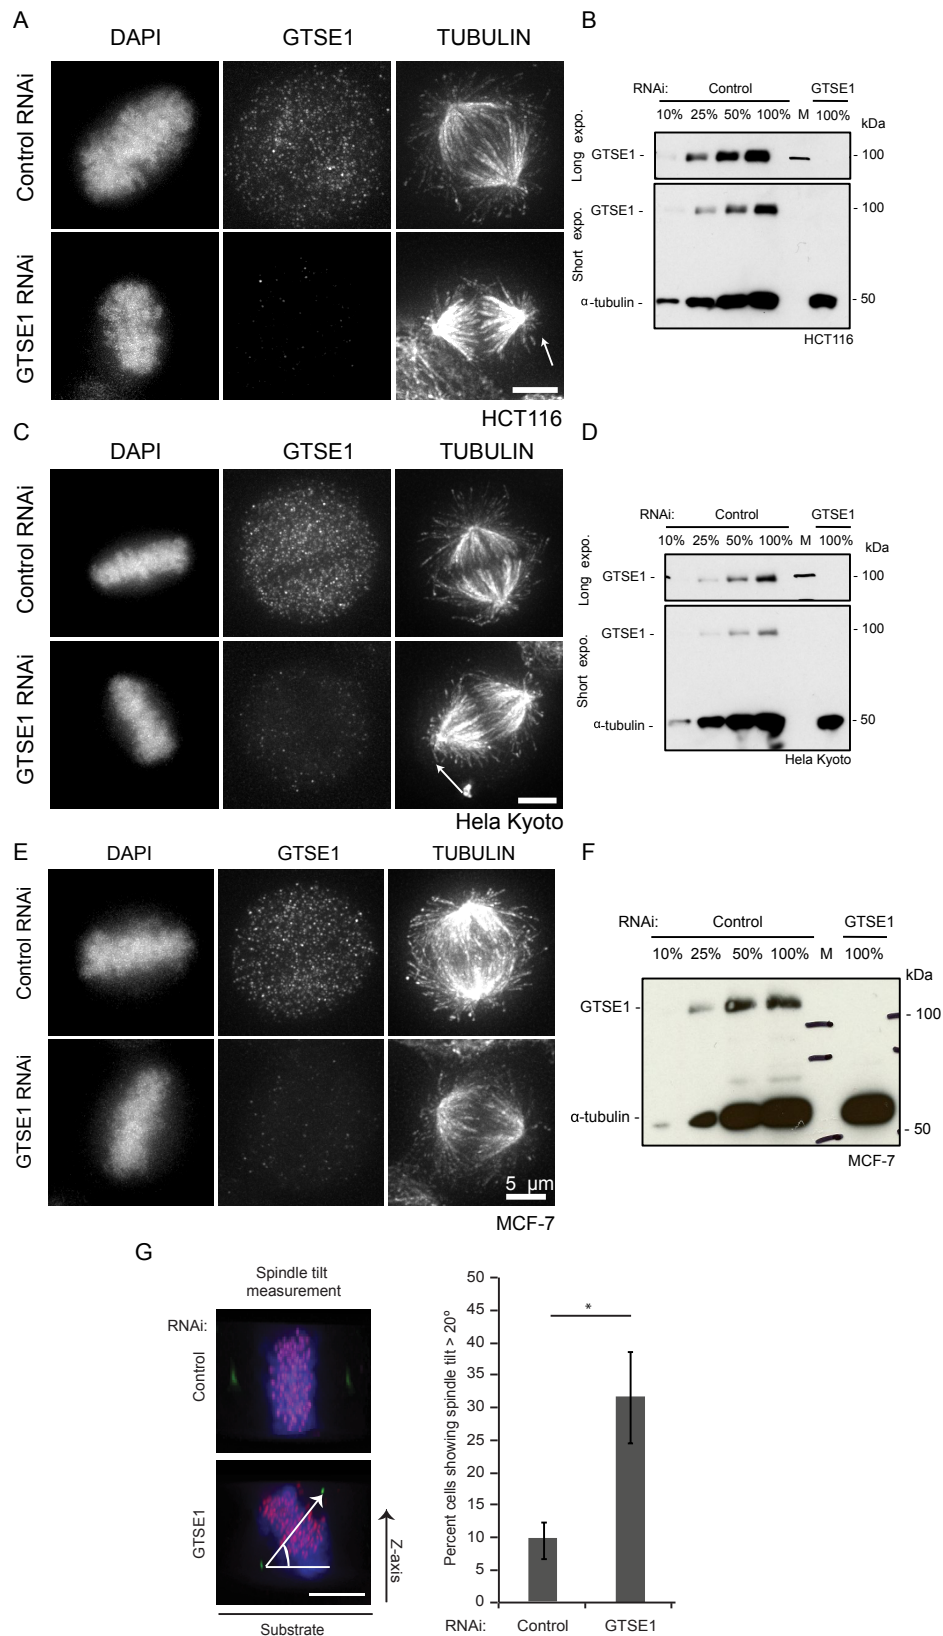 A
DAPI GTSE1 TUBULIN
Control RNAi
GTSE1 RNAi
HCT116
B
RNAi: Control GTSE1
10% 25% 50% 100% M 100%
kDa
Long expo.
GTSE1 - - 100
Short expo.
GTSE1 - - 100
α-tubulin - - 50
HCT116
C
DAPI GTSE1 TUBULIN
Control RNAi
GTSE1 RNAi
Hela Kyoto
D
RNAi: Control GTSE1
10% 25% 50% 100% M 100%
kDa
Long expo.
GTSE1 - - 100
Short expo.
GTSE1 - - 100
α-tubulin - - 50
Hela Kyoto
E
DAPI GTSE1 TUBULIN
Control RNAi
GTSE1 RNAi
5 µm
MCF-7
F
RNAi: Control GTSE1
10% 25% 50% 100% M 100%
kDa
GTSE1 - - 100
α-tubulin - - 50
MCF-7
G
Spindle tilt
measurement
RNAi:
Control
GTSE1
Z-axis
Substrate
Percent cells showing spindle tilt > 20º
50
45
40
35
30
25
20
15
10
5
0
*
RNAi: Control GTSE1